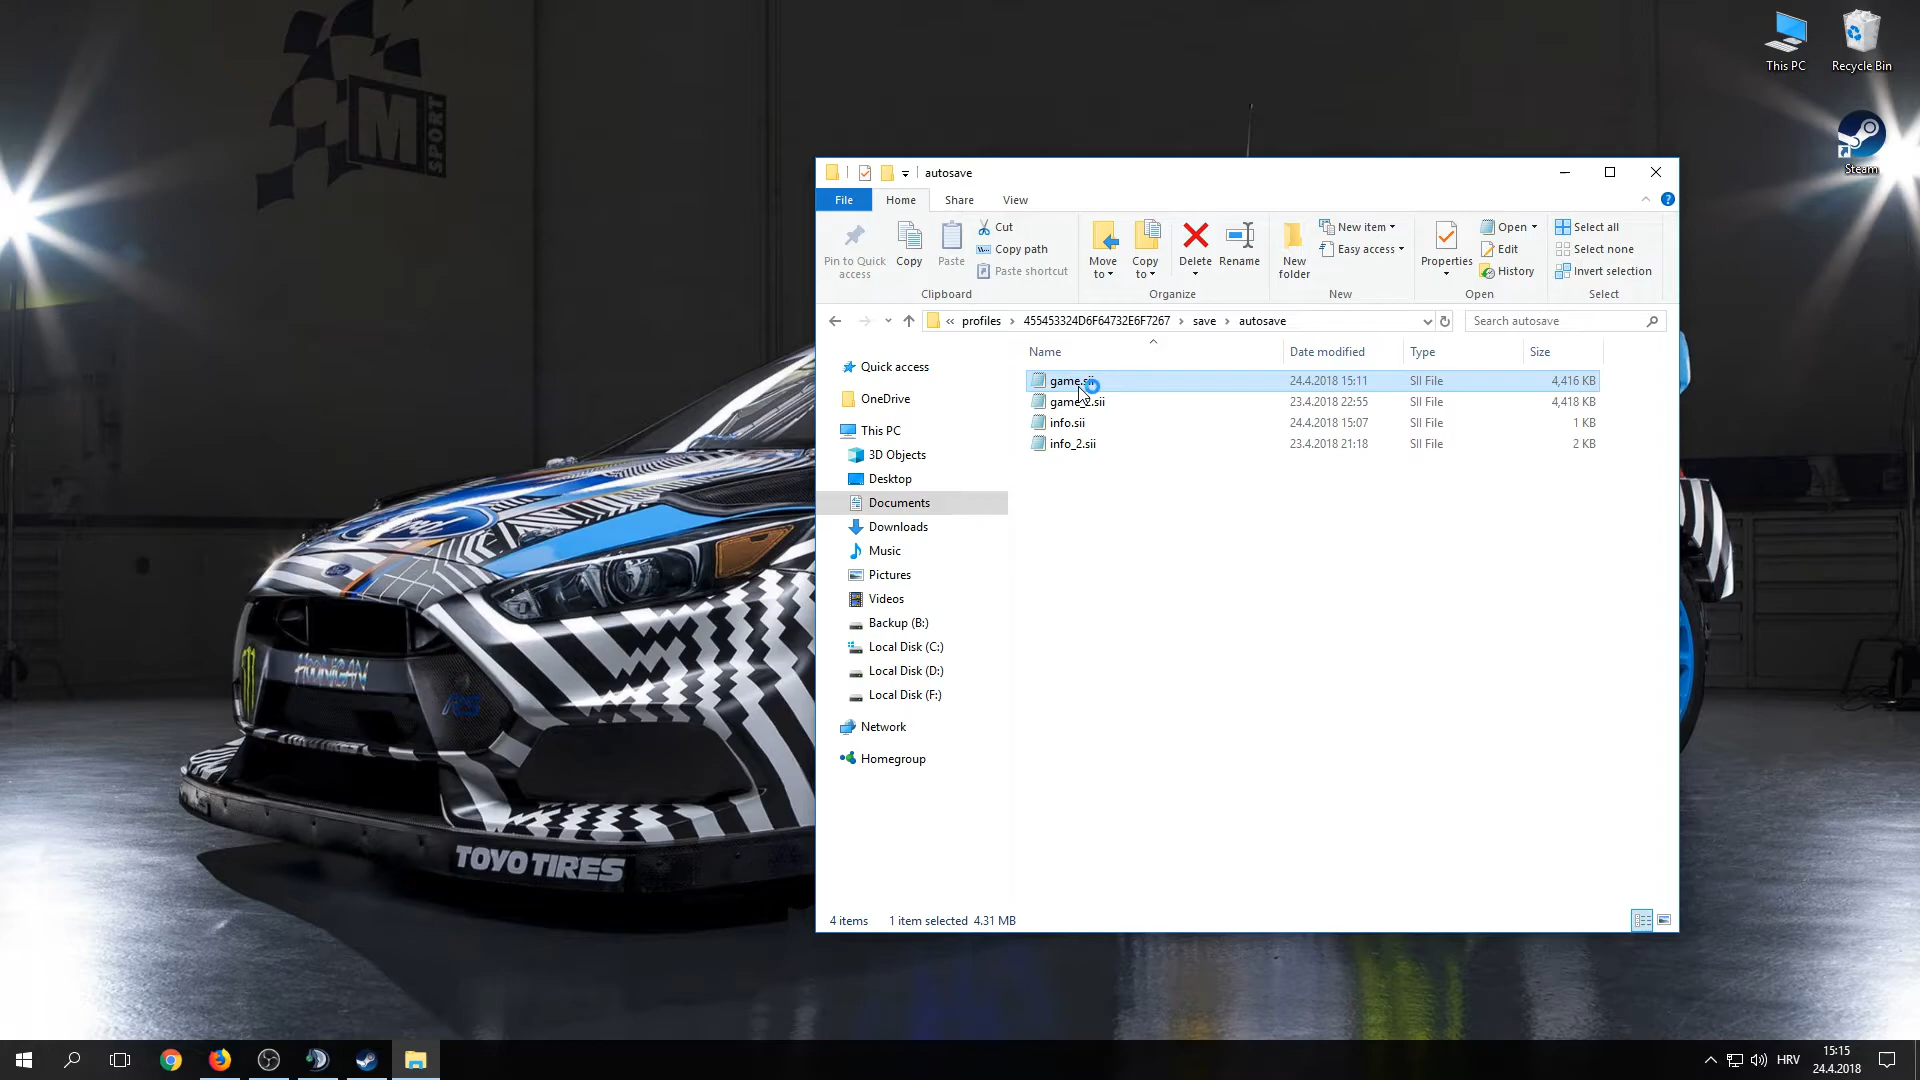 This PC
Recycle Bin
Steam
M
SPORT
autosave
File
Home
Share
View
Pin to Quick access
Copy
Paste
Cut
Copy path
Paste shortcut
Clipboard
Move to
Copy to
Delete
Rename
Organize
New folder
New item
Easy access
New
Properties
Open
Edit
History
Open
Select all
Select none
Invert selection
Select
« profiles › 455453324D6F64732E6F7267 › save › autosave
Search autosave
Name
Date modified
Type
Size
game.sii 24.4.2018 15:11 SII File 4,416 KB
game_2.sii 23.4.2018 22:55 SII File 4,418 KB
info.sii 24.4.2018 15:07 SII File 1 KB
info_2.sii 23.4.2018 21:18 SII File 2 KB
Quick access
OneDrive
This PC
3D Objects
Desktop
Documents
Downloads
Music
Pictures
Videos
Backup (B:)
Local Disk (C:)
Local Disk (D:)
Local Disk (F:)
Network
Homegroup
4 items 1 item selected 4.31 MB
Ford
HOONIGAN
TOYO TIRES
HRV
15:15
24.4.2018